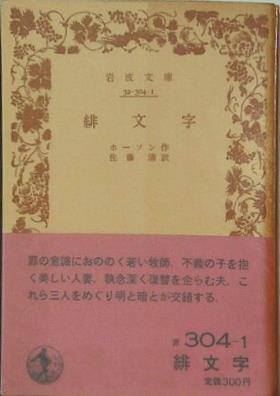 岩波文庫
32-304-1
緋文字
ホーソン作
佐藤清訳
罪の意識におののく若い牧師、不義の子を抱
く美しい人妻、執念深く復讐を企らむ夫。こ
れら三人をめぐり明と暗とが交錯する。
赤 304-1
緋文字
定価300円